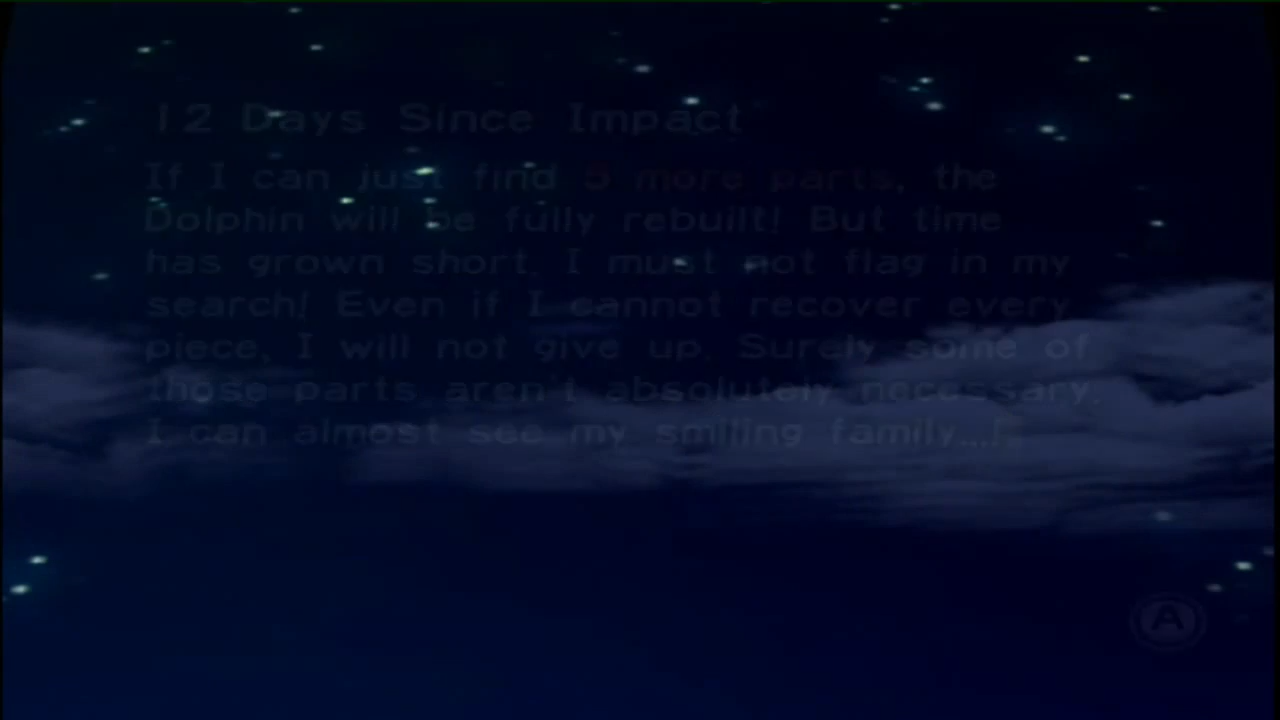 12 Days Since Impact
If I can just find 5 more parts, the
Dolphin will be fully rebuilt! But time
has grown short. I must not flag in my
search! Even if I cannot recover every
piece, I will not give up. Surely some of
those parts aren't absolutely necessary.
I can almost see my smiling family...!
A